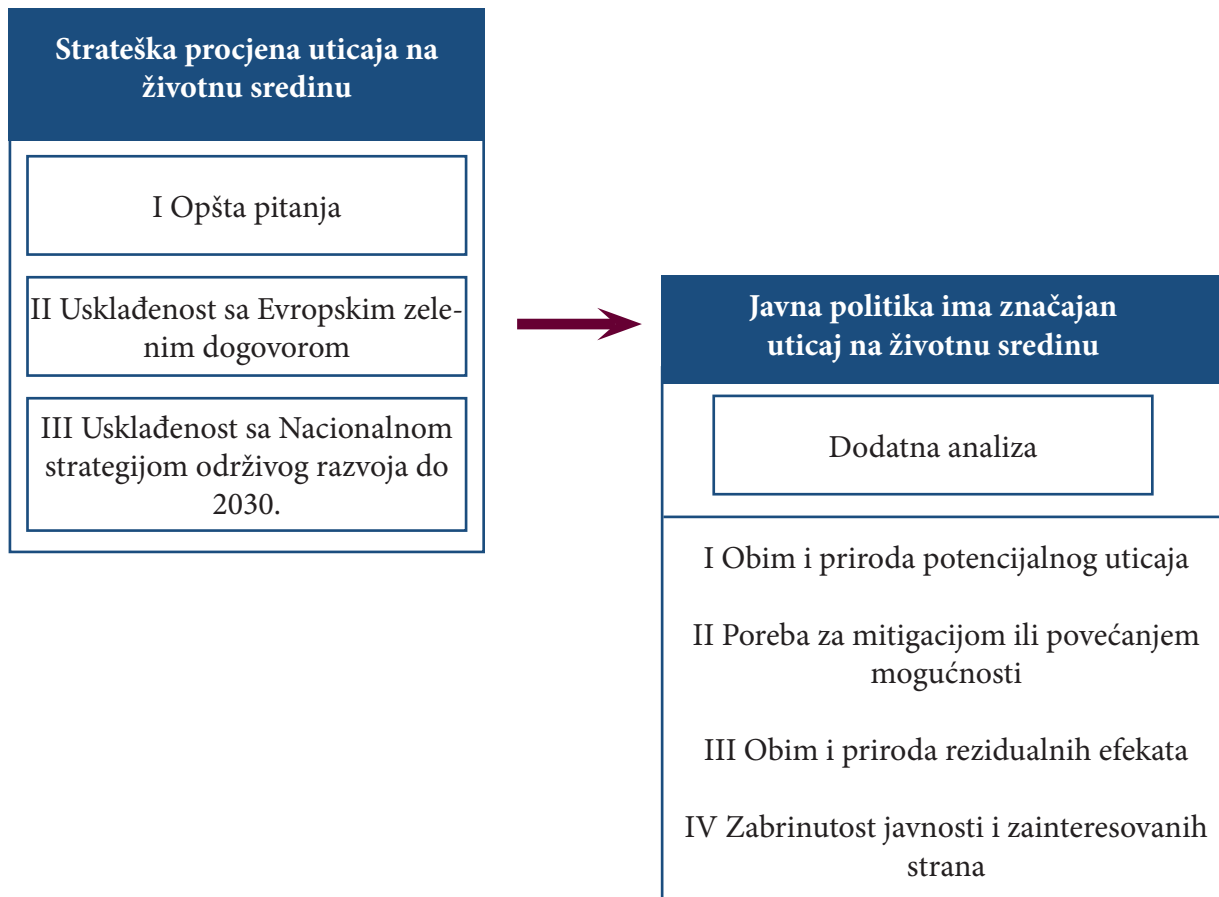 Strateška procjena uticaja na
životnu sredinu
I Opšta pitanja
II Usklađenost sa Evropskim zele-
nim dogovorom
III Usklađenost sa Nacionalnom
strategijom održivog razvoja do
2030.
Javna politika ima značajan
uticaj na životnu sredinu
Dodatna analiza
I Obim i priroda potencijalnog uticaja
II Poreba za mitigacijom ili povećanjem
mogućnosti
III Obim i priroda rezidualnih efekata
IV Zabrinutost javnosti i zainteresovanih
strana